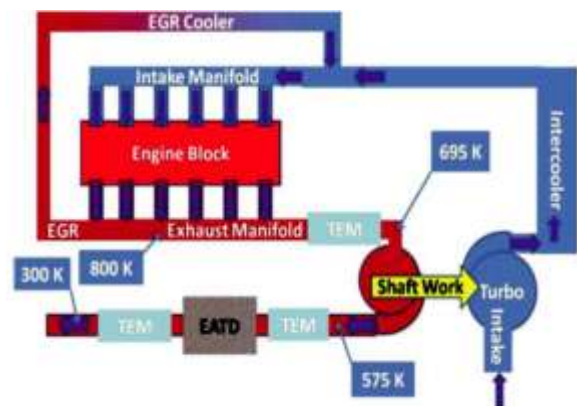 EGR Cooler
Intake Manifold
Engine Block
Intercooler
695 K
EGR
Exhaust Manifold
TEM
800 K
300 K
Shaft Work
Turbo
Intake
TEM
EATD
TEM
575 K